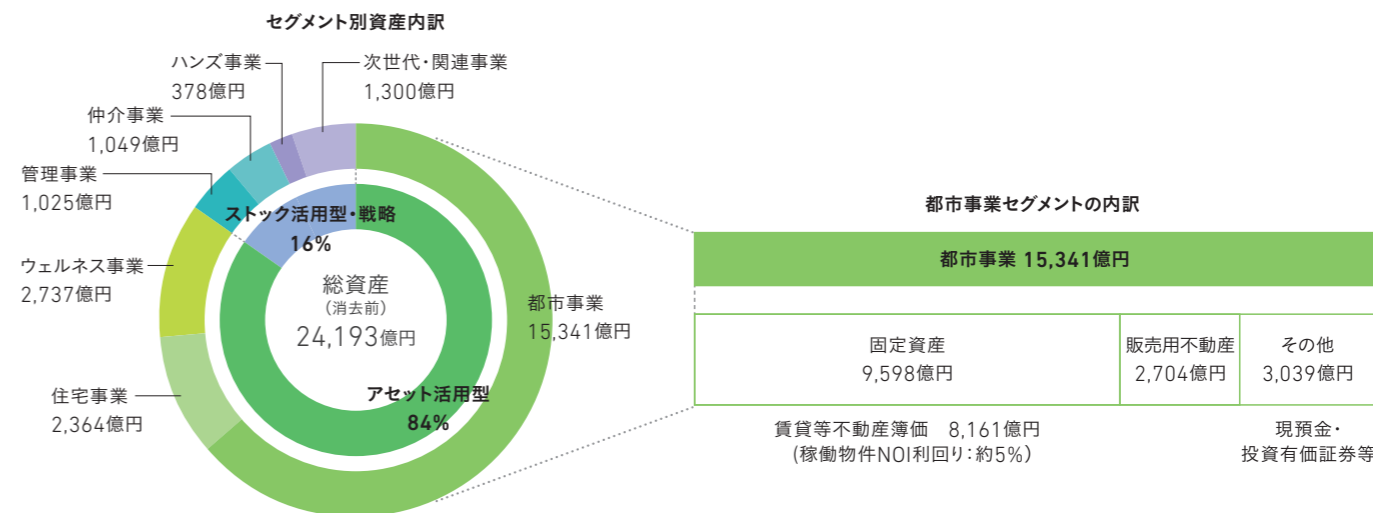 セグメント別資産内訳
ハンズ事業
378億円
次世代・関連事業
1,300億円
仲介事業
1,049億円
管理事業
1,025億円
ウェルネス事業
2,737億円
住宅事業
2,364億円
ストック活用型・戦略
16%
総資産
(消去前)
24,193億円
アセット活用型
84%
都市事業
15,341億円
都市事業セグメントの内訳
都市事業 15,341億円
固定資産
9,598億円
販売用不動産
2,704億円
その他
3,039億円
賃貸等不動産簿価 8,161億円
(稼働物件NOI利回り:約5%)
現預金・
投資有価証券等